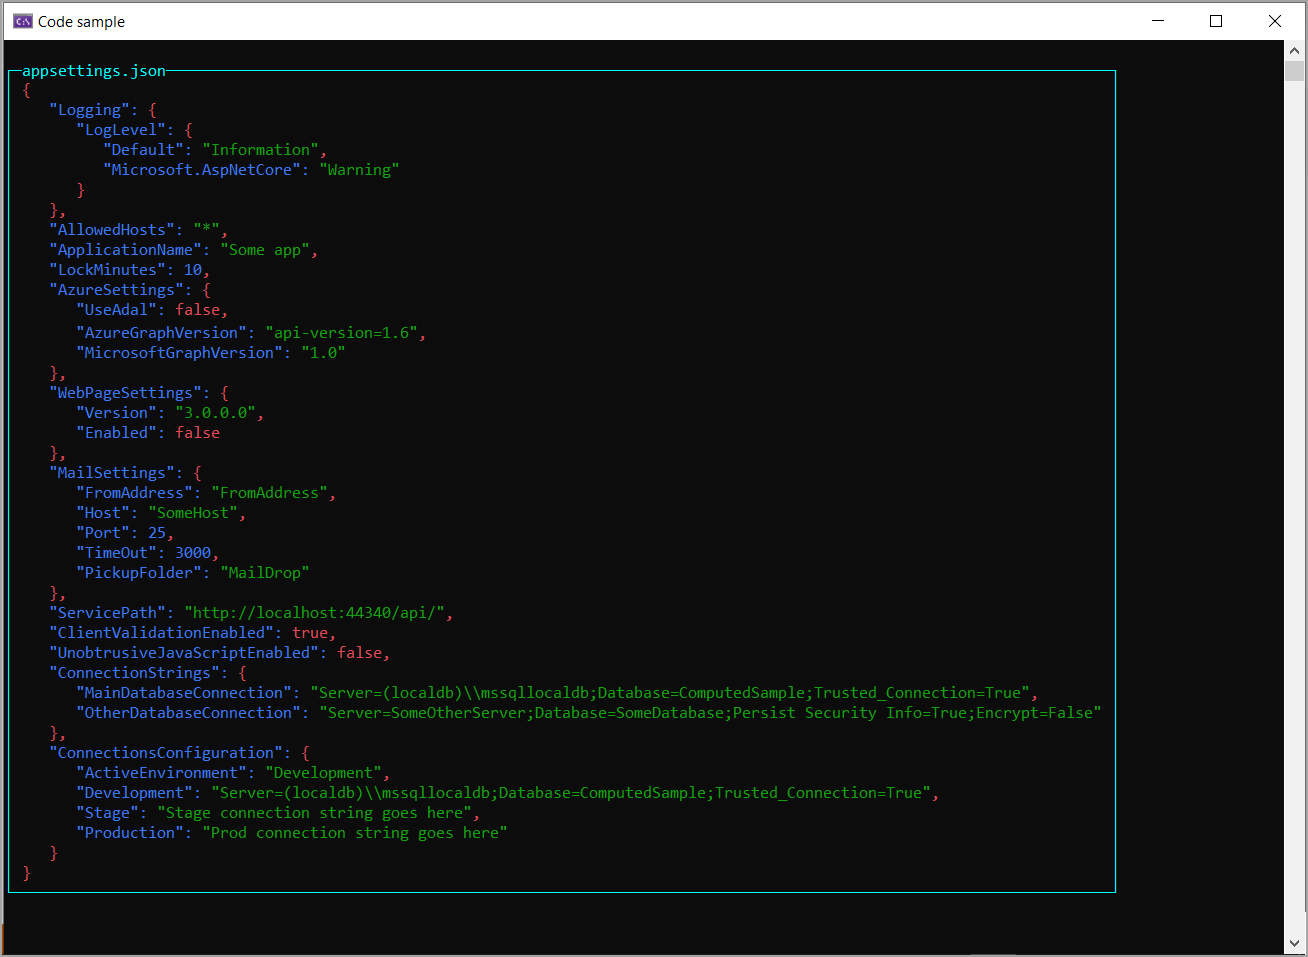 Code sample
appsettings.json
{
   "Logging": {
      "LogLevel": {
         "Default": "Information",
         "Microsoft.AspNetCore": "Warning"
      }
   },
   "AllowedHosts": "*",
   "ApplicationName": "Some app",
   "LockMinutes": 10,
   "AzureSettings": {
      "UseAdal": false,
      "AzureGraphVersion": "api-version=1.6",
      "MicrosoftGraphVersion": "1.0"
   },
   "WebPageSettings": {
      "Version": "3.0.0.0",
      "Enabled": false
   },
   "MailSettings": {
      "FromAddress": "FromAddress",
      "Host": "SomeHost",
      "Port": 25,
      "TimeOut": 3000,
      "PickupFolder": "MailDrop"
   },
   "ServicePath": "http://localhost:44340/api/",
   "ClientValidationEnabled": true,
   "UnobtrusiveJavaScriptEnabled": false,
   "ConnectionStrings": {
      "MainDatabaseConnection": "Server=(localdb)\\mssqllocaldb;Database=ComputedSample;Trusted_Connection=True",
      "OtherDatabaseConnection": "Server=SomeOtherServer;Database=SomeDatabase;Persist Security Info=True;Encrypt=False"
   },
   "ConnectionsConfiguration": {
      "ActiveEnvironment": "Development",
      "Development": "Server=(localdb)\\mssqllocaldb;Database=ComputedSample;Trusted_Connection=True",
      "Stage": "Stage connection string goes here",
      "Production": "Prod connection string goes here"
   }
}